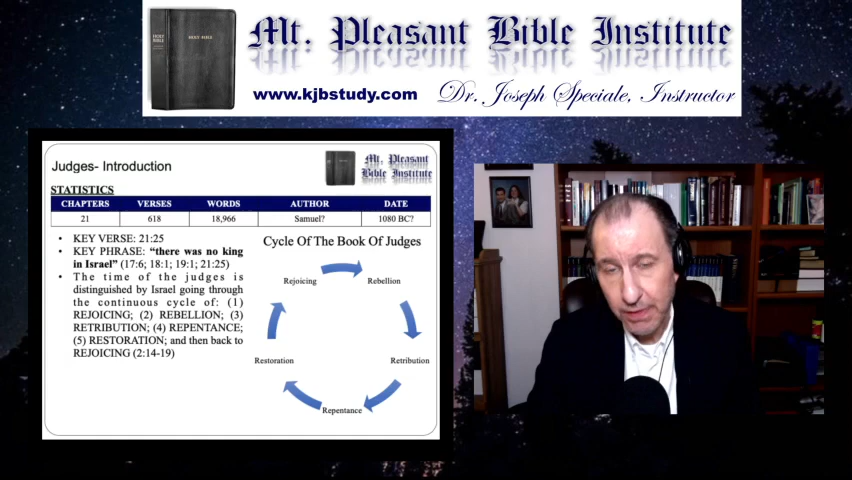 Mt. Pleasant Bible Institute
HOLY BIBLE
www.kjbstudy.com
Dr. Joseph Speciale, Instructor
Judges- Introduction
Mt. Pleasant
Bible Institute
STATISTICS
CHAPTERS VERSES WORDS AUTHOR DATE
21 618 18,966 Samuel? 1080 BC?
• KEY VERSE: 21:25
• KEY PHRASE: "there was no king
in Israel" (17:6; 18:1; 19:1; 21:25)
• The time of the judges is
distinguished by Israel going through
the continuous cycle of: (1)
REJOICING; (2) REBELLION; (3)
RETRIBUTION; (4) REPENTANCE;
(5) RESTORATION; and then back to
REJOICING (2:14-19)
Cycle Of The Book Of Judges
Rejoicing
Rebellion
Retribution
Repentance
Restoration